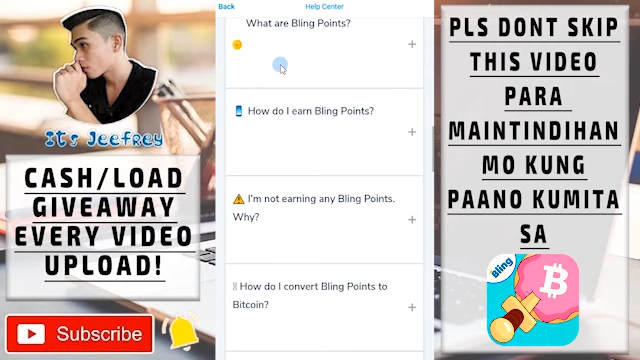 It's Jeefrey
CASH/LOAD
GIVEAWAY
EVERY VIDEO
UPLOAD!
Subscribe
Back
Help Center
What are Bling Points?
How do I earn Bling Points?
I'm not earning any Bling Points.
Why?
How do I convert Bling Points to
Bitcoin?
PLS DONT SKIP
THIS VIDEO
PARA
MAINTINDIHAN
MO KUNG
PAANO KUMITA
SA
Bling